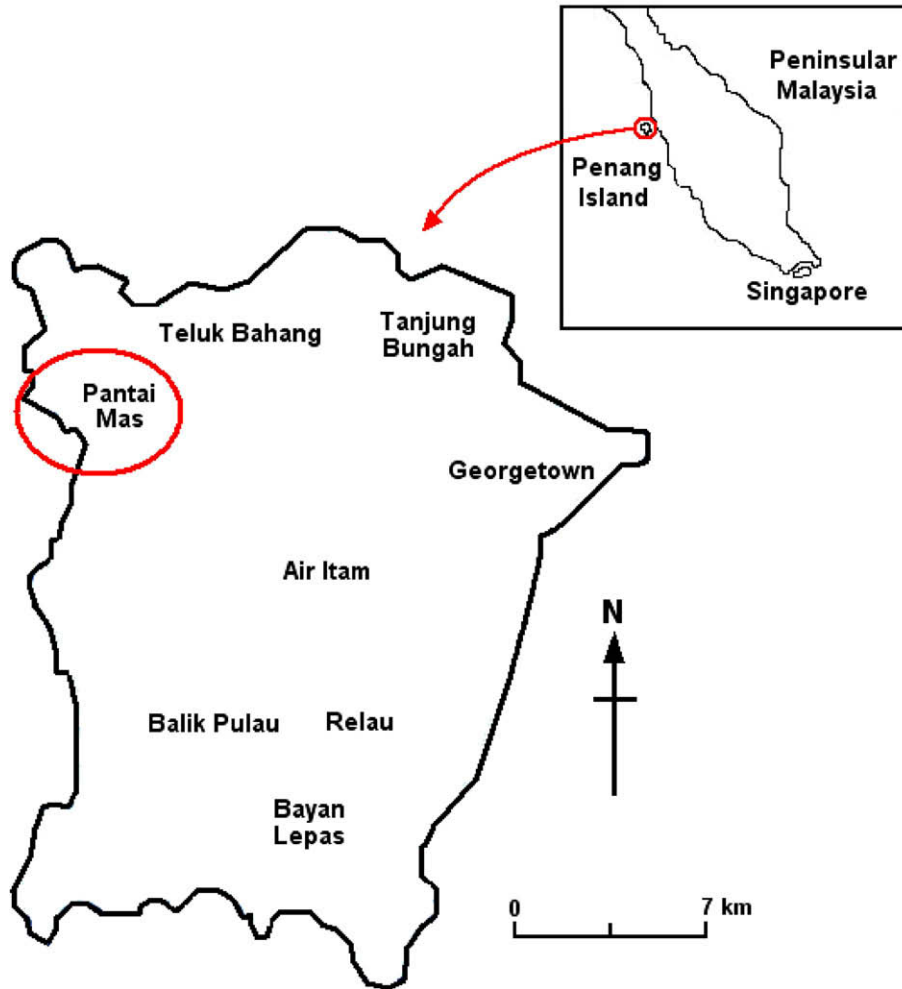 Peninsular
Malaysia
Penang
Island
Singapore
Teluk Bahang
Tanjung
Bungah
Pantai
Mas
Georgetown
Air Itam
N
Balik Pulau
Relau
Bayan
Lepas
0
7 km